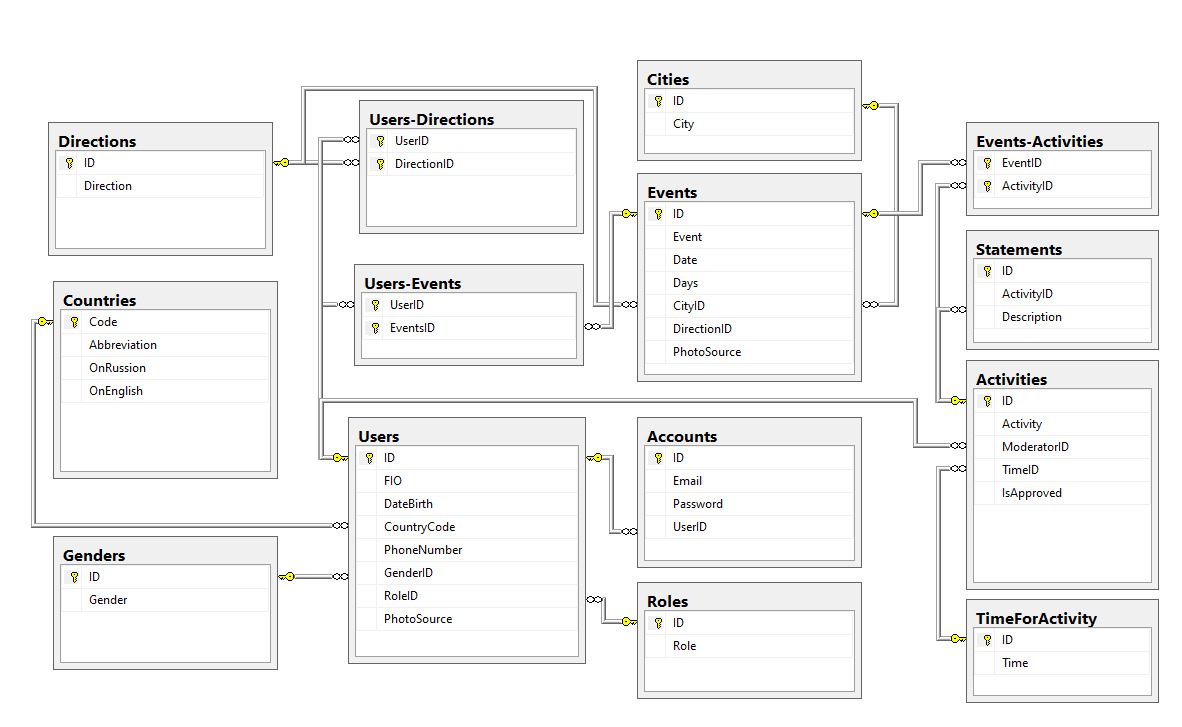 Directions
ID
Direction
Users-Directions
UserID
DirectionID
Cities
ID
City
Events-Activities
EventID
ActivityID
Events
ID
Event
Date
Days
CityID
DirectionID
PhotoSource
Statements
ID
ActivityID
Description
Users-Events
UserID
EventsID
Countries
Code
Abbreviation
OnRussion
OnEnglish
Activities
ID
Activity
ModeratorID
TimeID
IsApproved
Users
ID
FIO
DateBirth
CountryCode
PhoneNumber
GenderID
RoleID
PhotoSource
Accounts
ID
Email
Password
UserID
Genders
ID
Gender
Roles
ID
Role
TimeForActivity
ID
Time